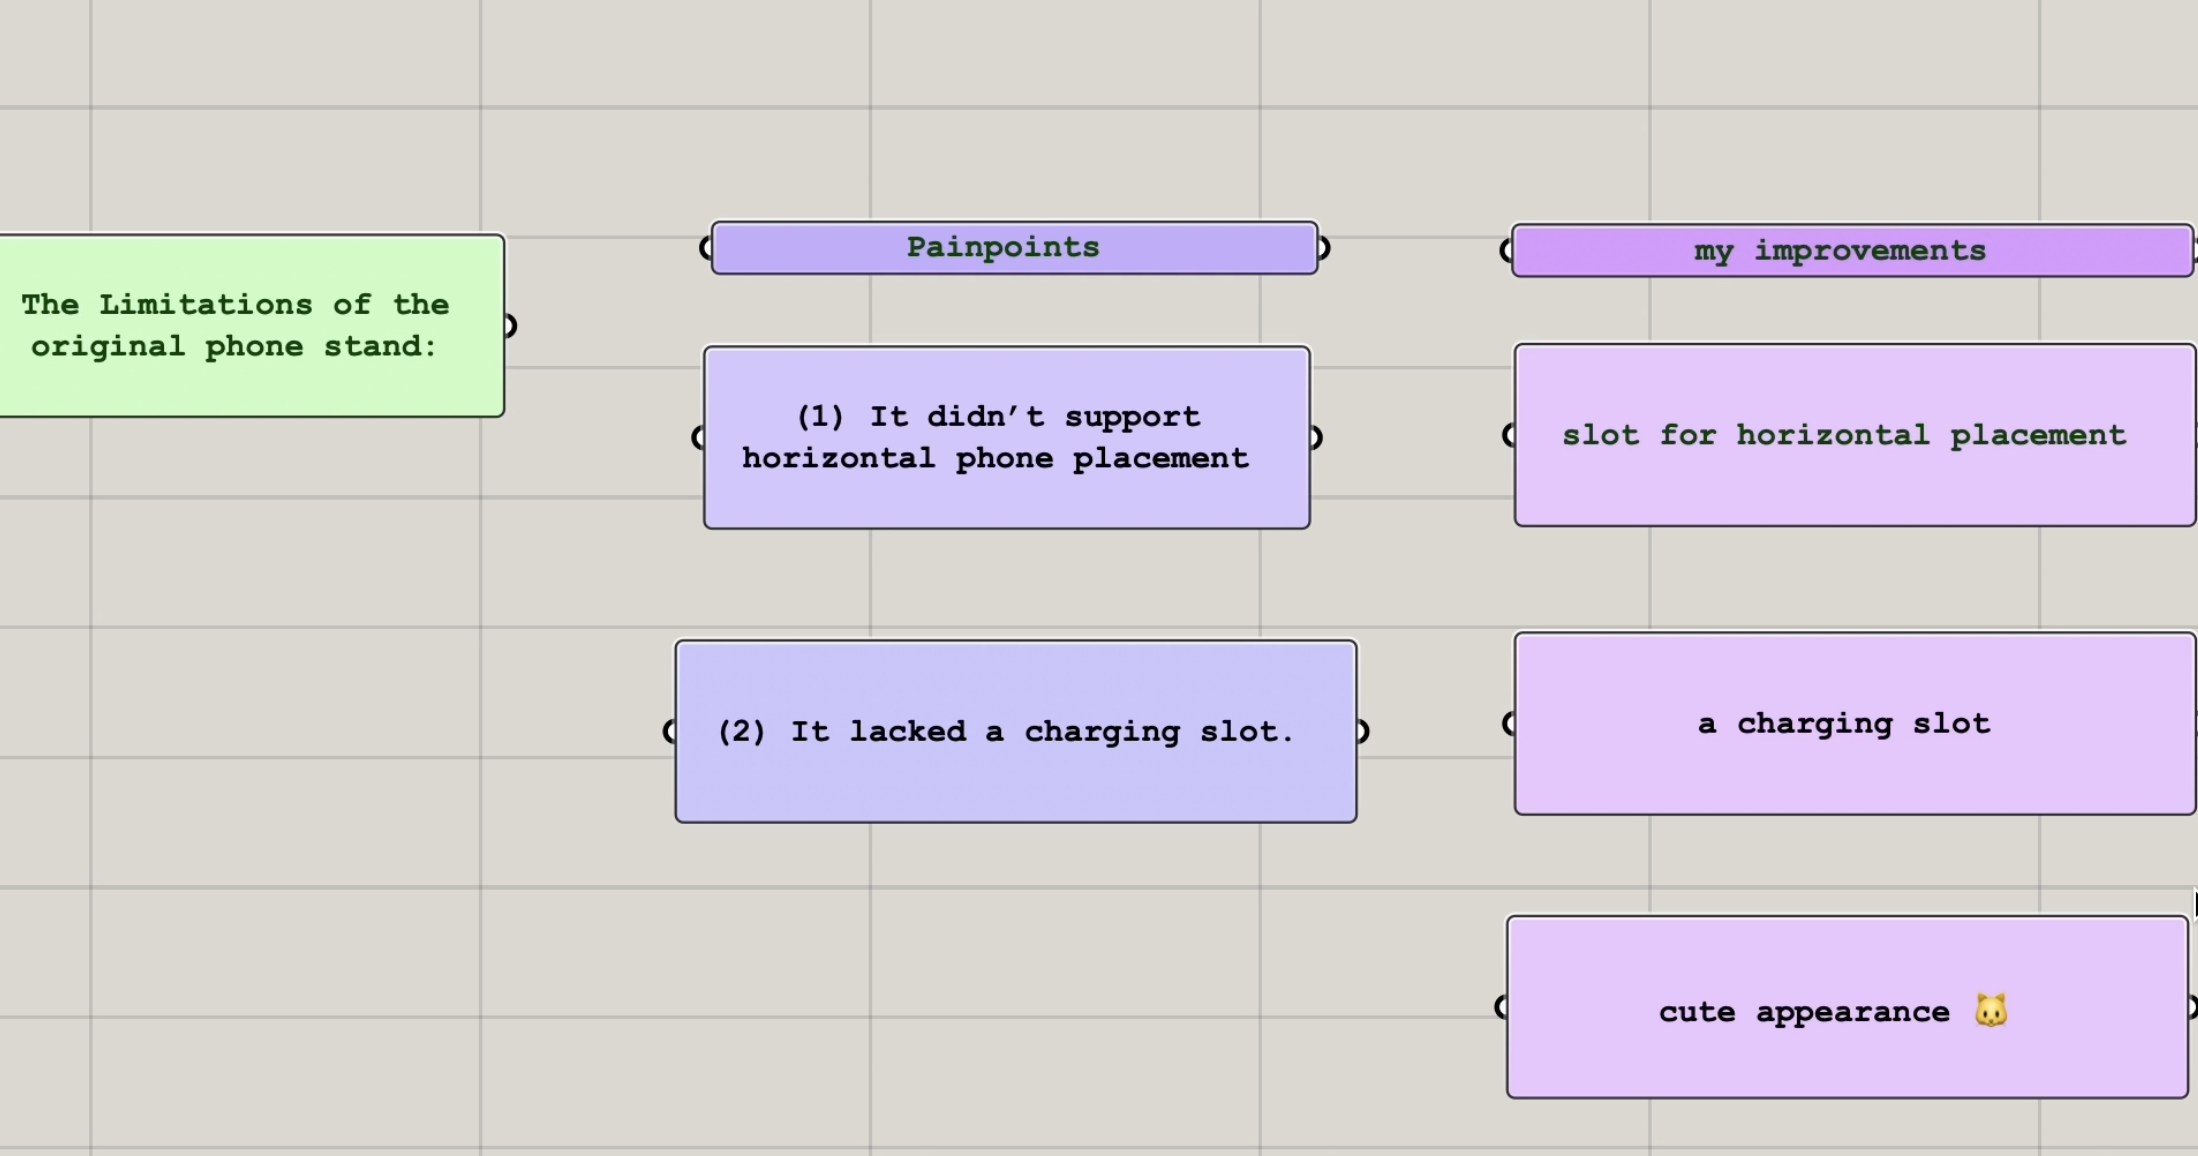 The Limitations of the
original phone stand:
Painpoints
(1) It didn’t support
horizontal phone placement
(2) It lacked a charging slot.
my improvements
slot for horizontal placement
a charging slot
cute appearance 🐱